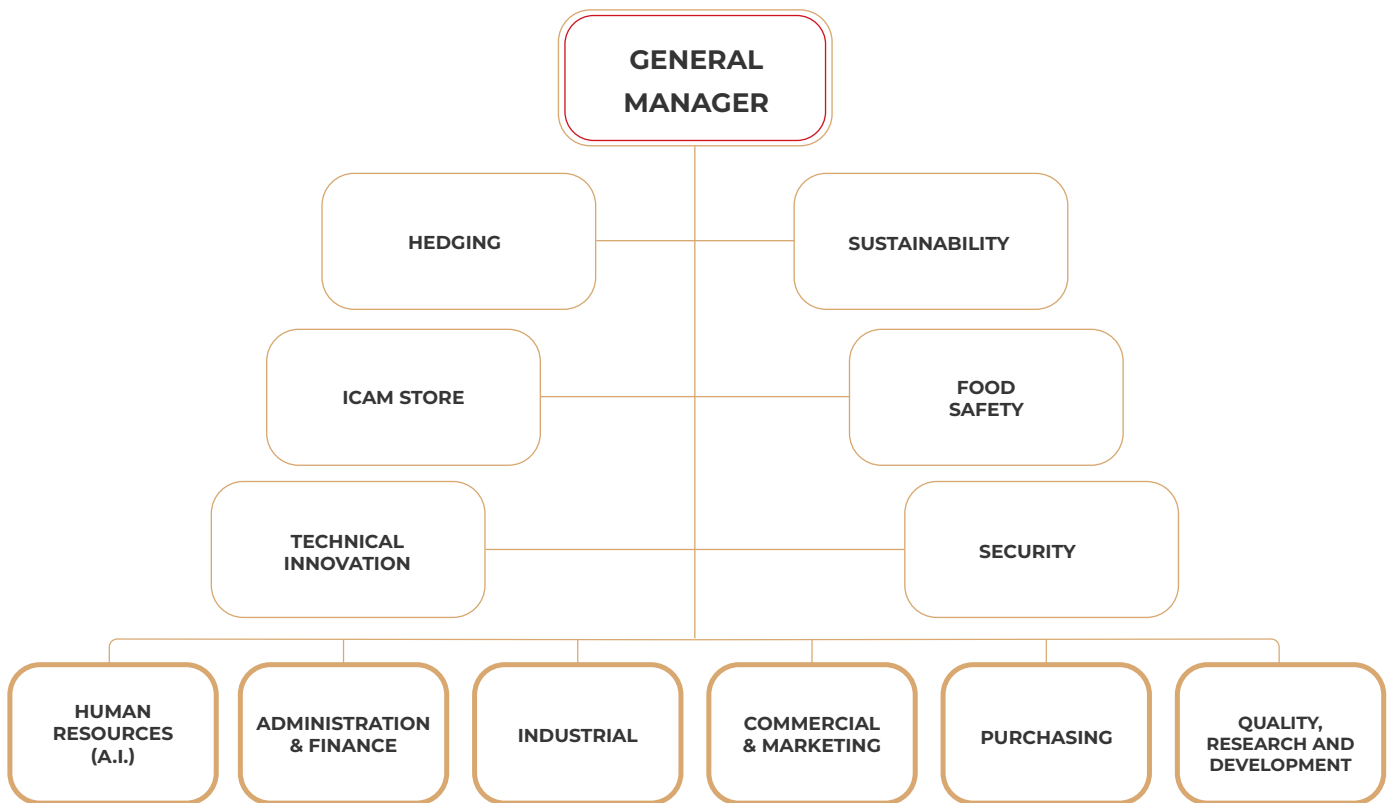 GENERAL
MANAGER
HEDGING
SUSTAINABILITY
ICAM STORE
FOOD
SAFETY
TECHNICAL
INNOVATION
SECURITY
HUMAN
RESOURCES
(A.I.)
ADMINISTRATION
& FINANCE
INDUSTRIAL
COMMERCIAL
& MARKETING
PURCHASING
QUALITY,
RESEARCH AND
DEVELOPMENT